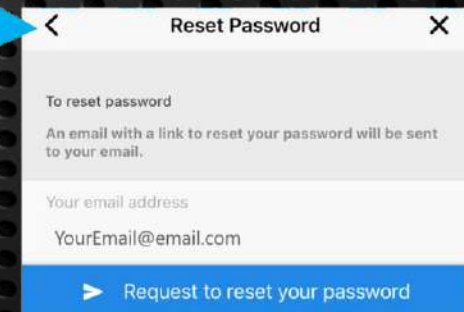 Reset Password
To reset password
An email with a link to reset your password will be sent
to your email.
Your email address
YourEmail@email.com
Request to reset your password